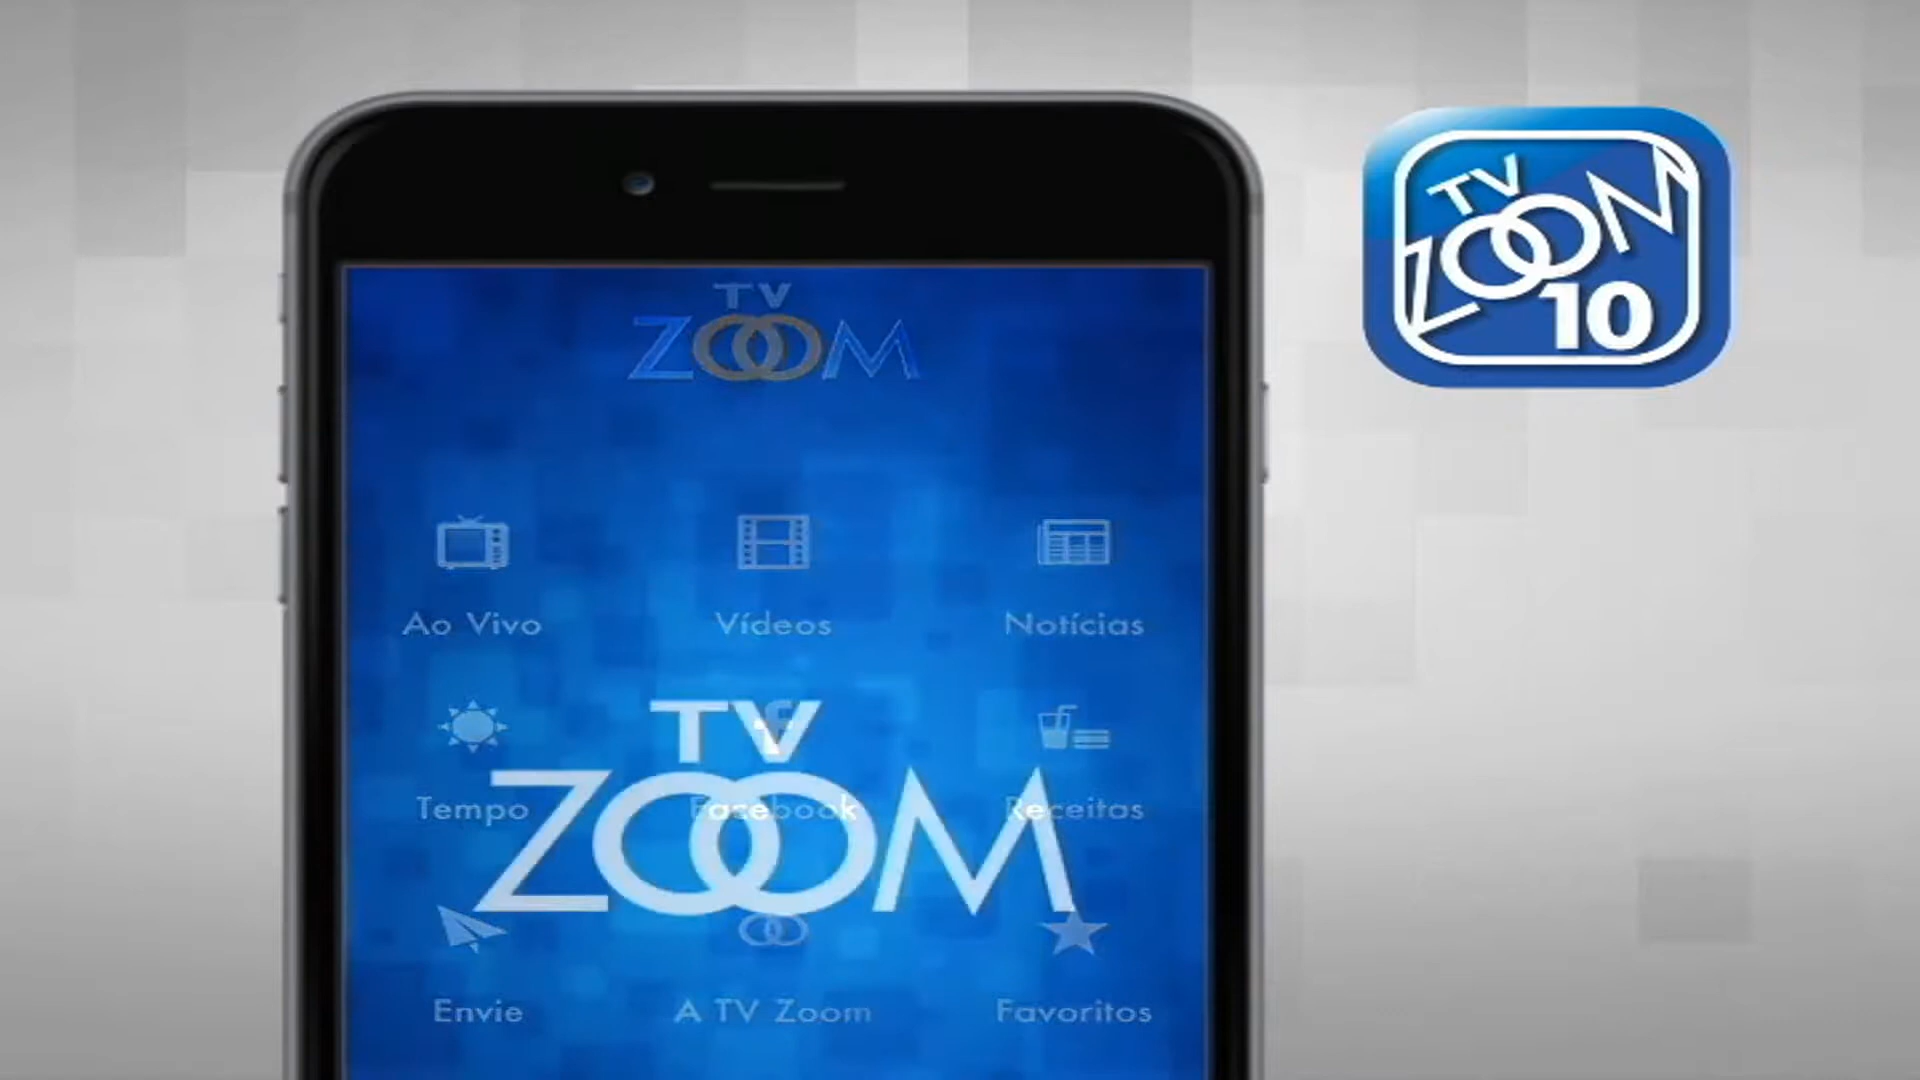 TV
ZOOM
10
TV
ZOOM
Ao Vivo
Vídeos
Notícias
TV
ZOOM
Tempo
Facebook
Receitas
Envie
A TV Zoom
Favoritos